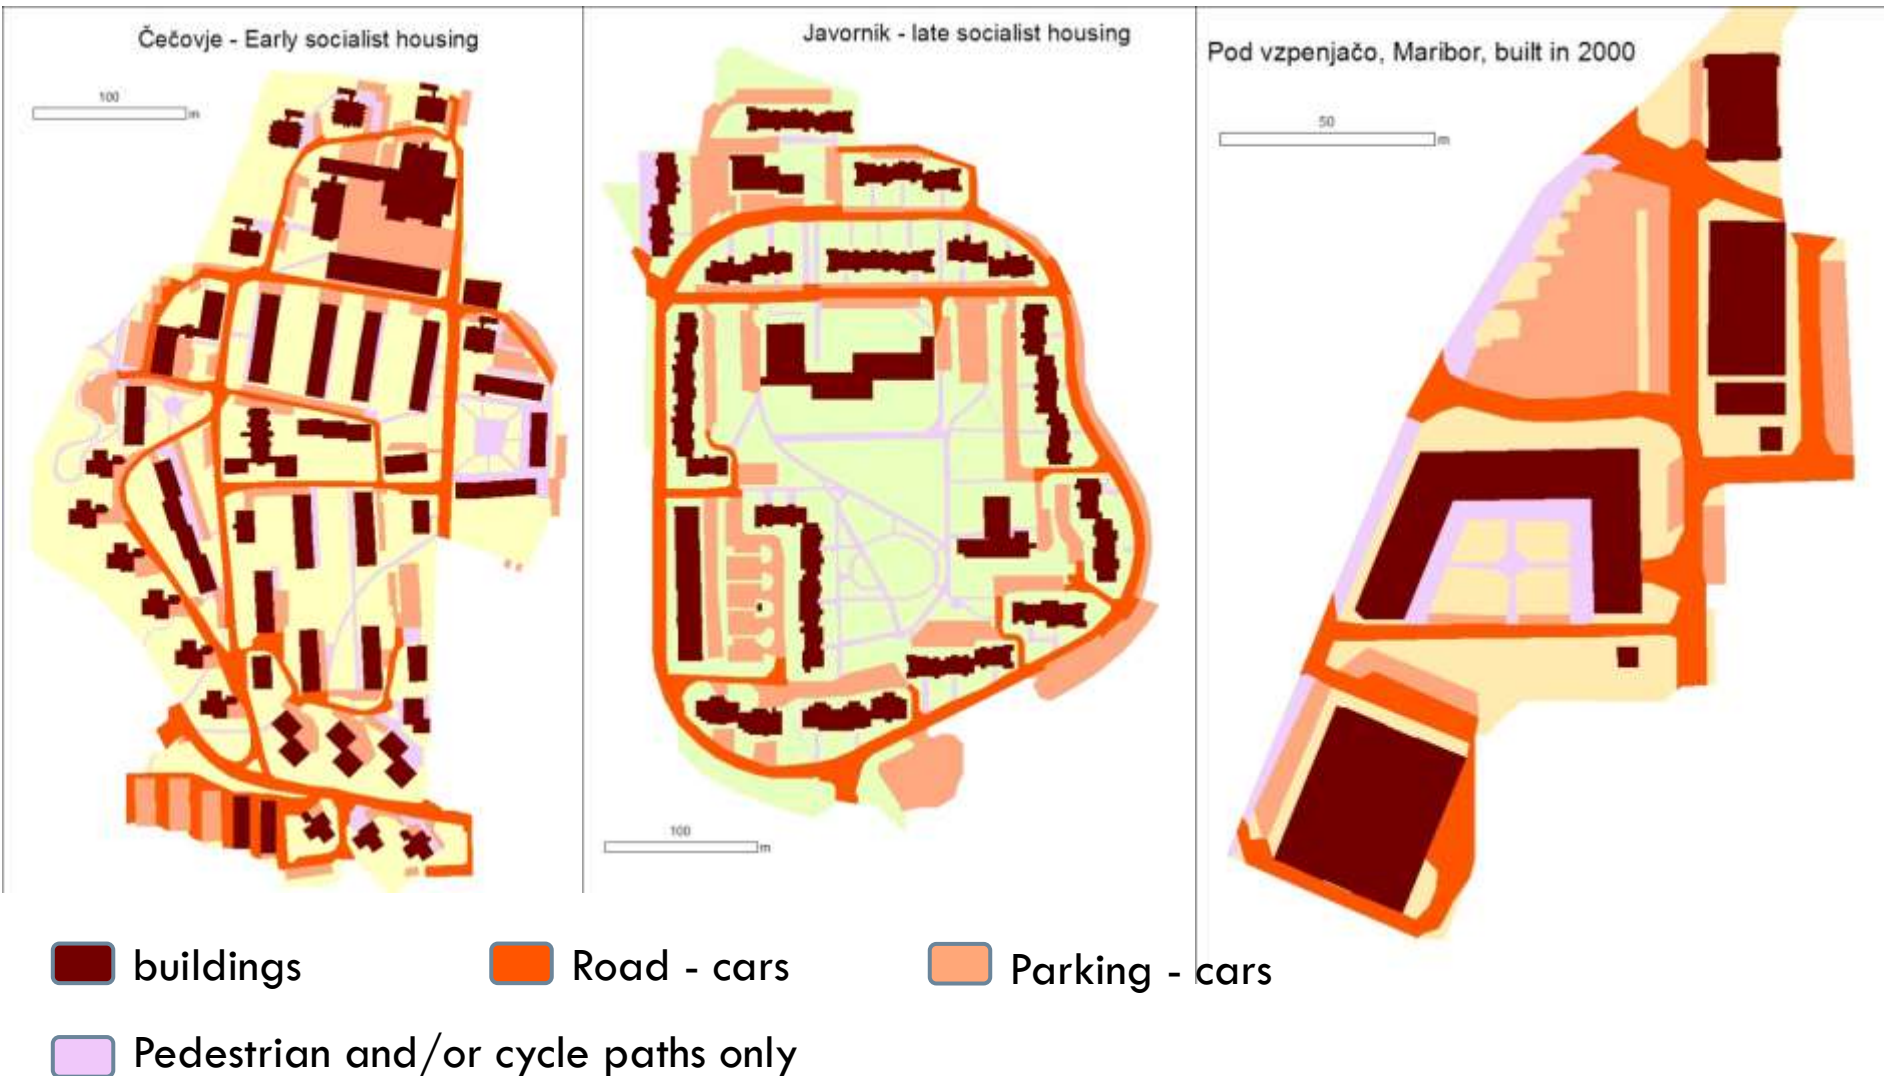 Čečovje - Early socialist housing
100
m
Javornik - late socialist housing
100
m
Pod vzpenjačo, Maribor, built in 2000
50
m
buildings
Road - cars
Parking - cars
Pedestrian and/or cycle paths only